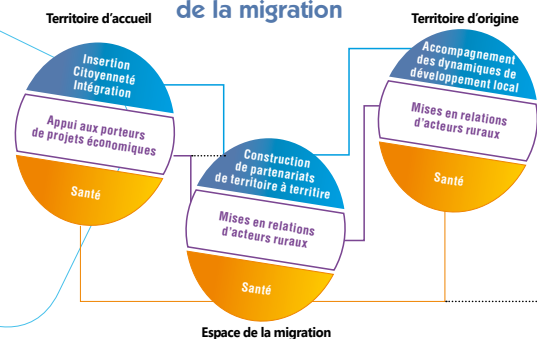 de la migration
Territoire d'accueil
Territoire d'origine
Insertion
Citoyenneté
Intégration
Appui aux porteurs
de projets économiques
Santé
Construction
de partenariats
de territoire à territire
Mises en relations
d'acteurs ruraux
Santé
Espace de la migration
Accompagnement
des dynamiques de
développement local
Mises en relations
d'acteurs ruraux
Santé